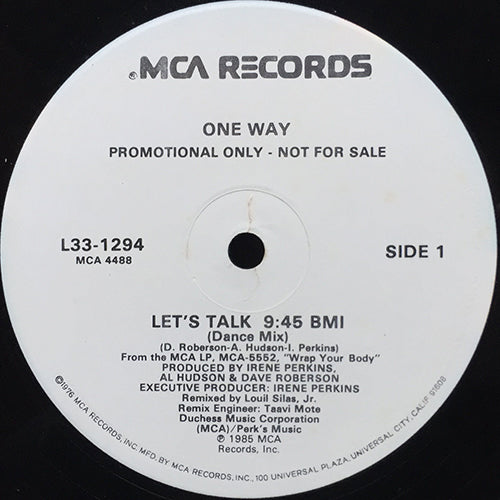 MCA RECORDS
ONE WAY
PROMOTIONAL ONLY - NOT FOR SALE
L33-1294
MCA 4488
SIDE 1
LET'S TALK 9:45 BMI
(Dance Mix)
(D. Roberson-A. Hudson-I. Perkins)
From the MCA LP, MCA-5552, "Wrap Your Body"
PRODUCED BY IRENE PERKINS,
AL HUDSON & DAVE ROBERSON
EXECUTIVE PRODUCER: IRENE PERKINS
Remixed by Louil Silas, Jr.
Remix Engineer: Taavi Mote
Duchess Music Corporation
(MCA)/Perk's Music
℗ 1985 MCA
Records, Inc.
©1976 MCA RECORDS, INC. MFD. BY MCA RECORDS, INC., 100 UNIVERSAL PLAZA, UNIVERSAL CITY, CALIF. 91608